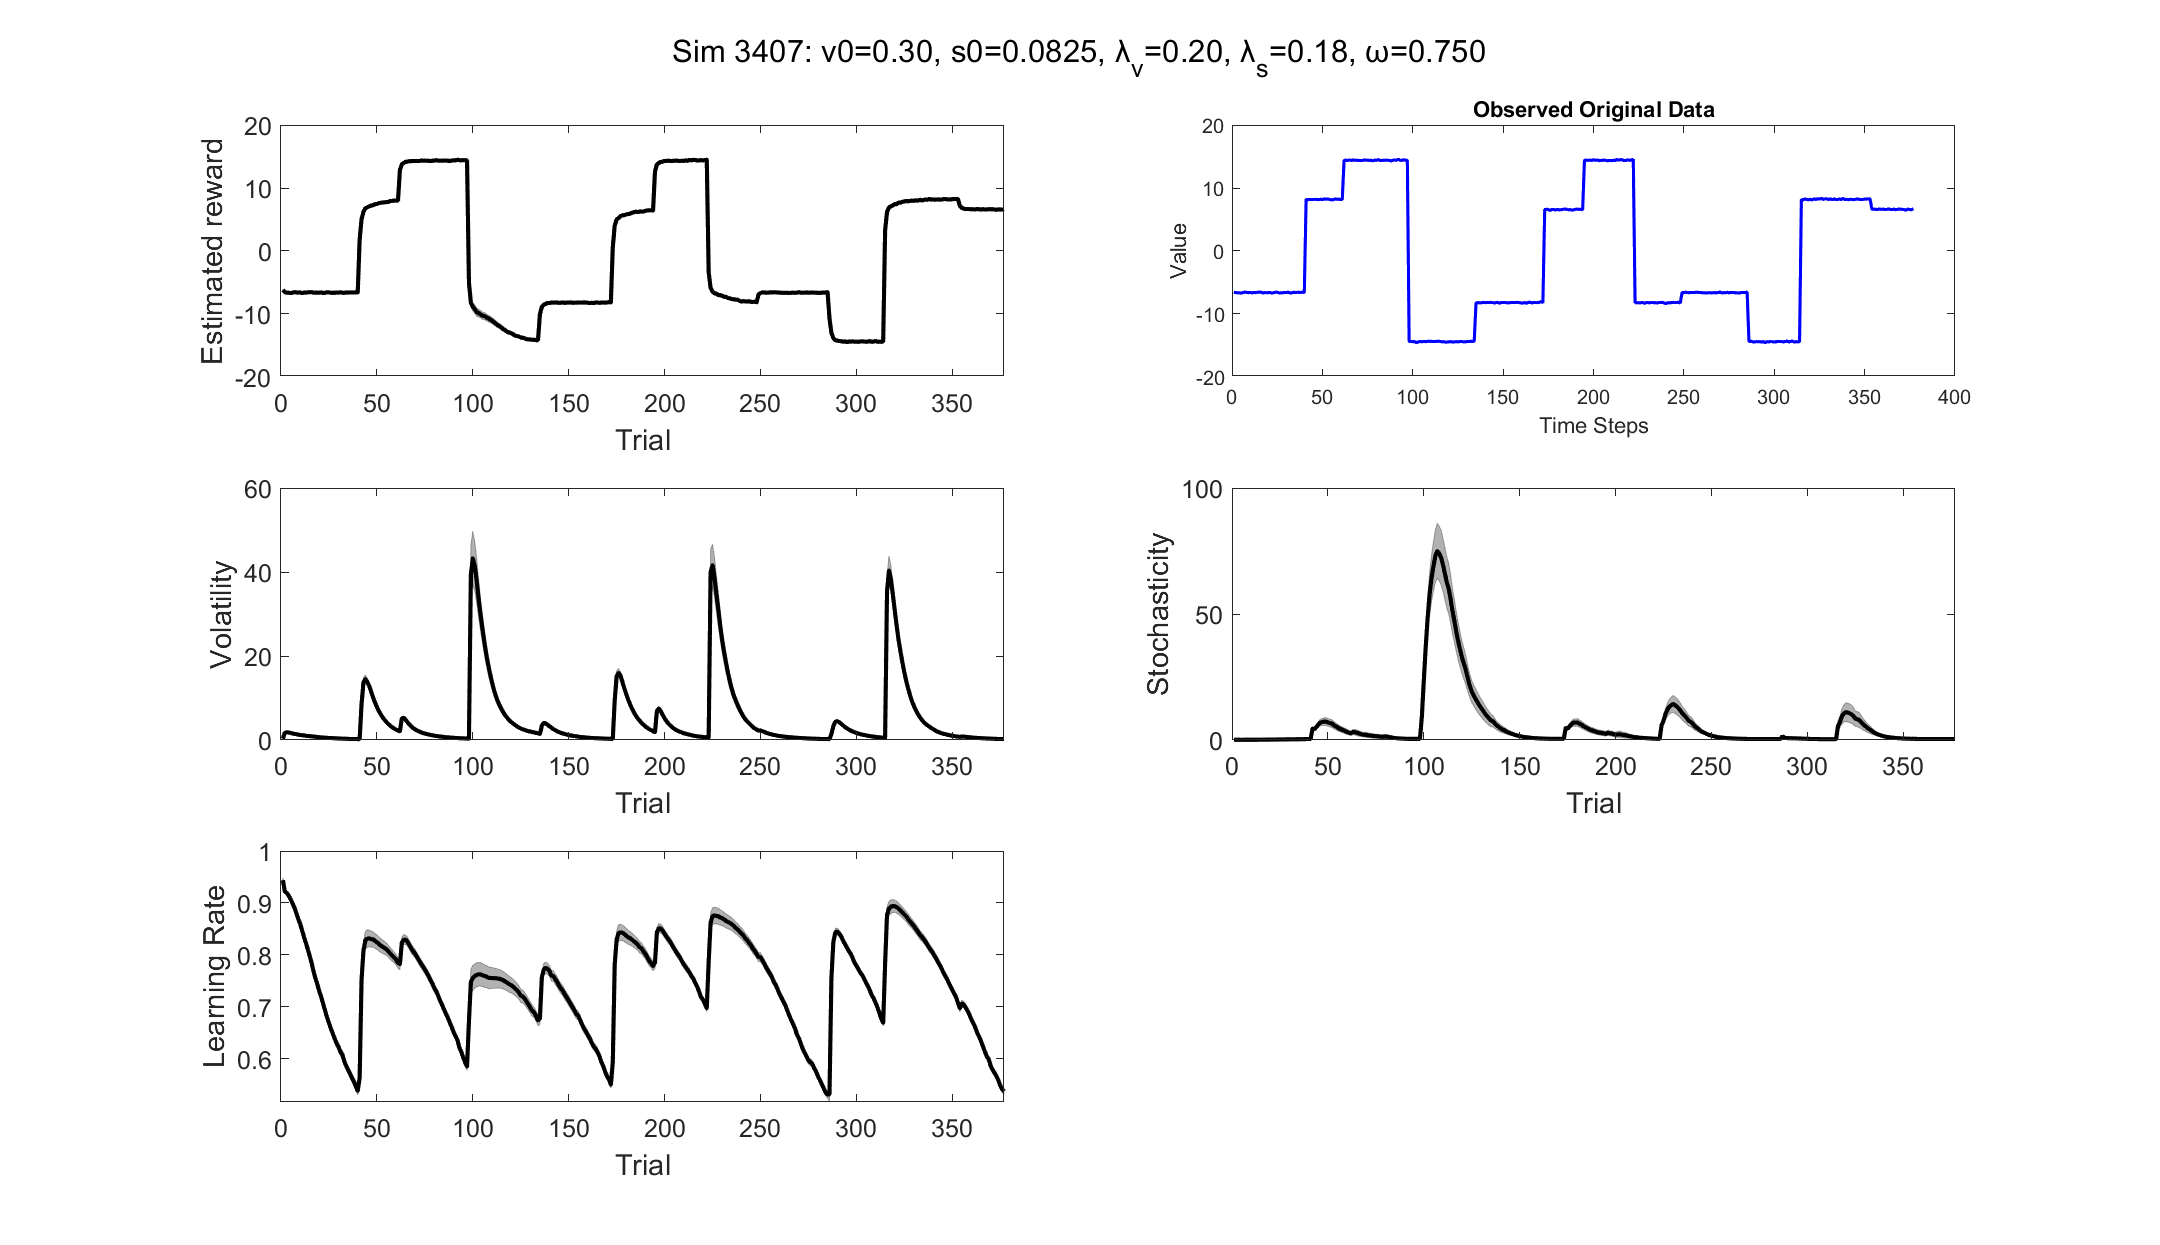 Sim 3407: v0=0.30, s0=0.0825, λ_v=0.20, λ_s=0.18, ω=0.750
Estimated reward
20
10
0
-10
-20
0 50 100 150 200 250 300 350
Trial
Observed Original Data
Value
20
10
0
-10
-20
0 50 100 150 200 250 300 350 400
Time Steps
Volatility
60
40
20
0
0 50 100 150 200 250 300 350
Trial
Stochasticity
100
50
0
0 50 100 150 200 250 300 350
Trial
Learning Rate
1
0.9
0.8
0.7
0.6
0 50 100 150 200 250 300 350
Trial